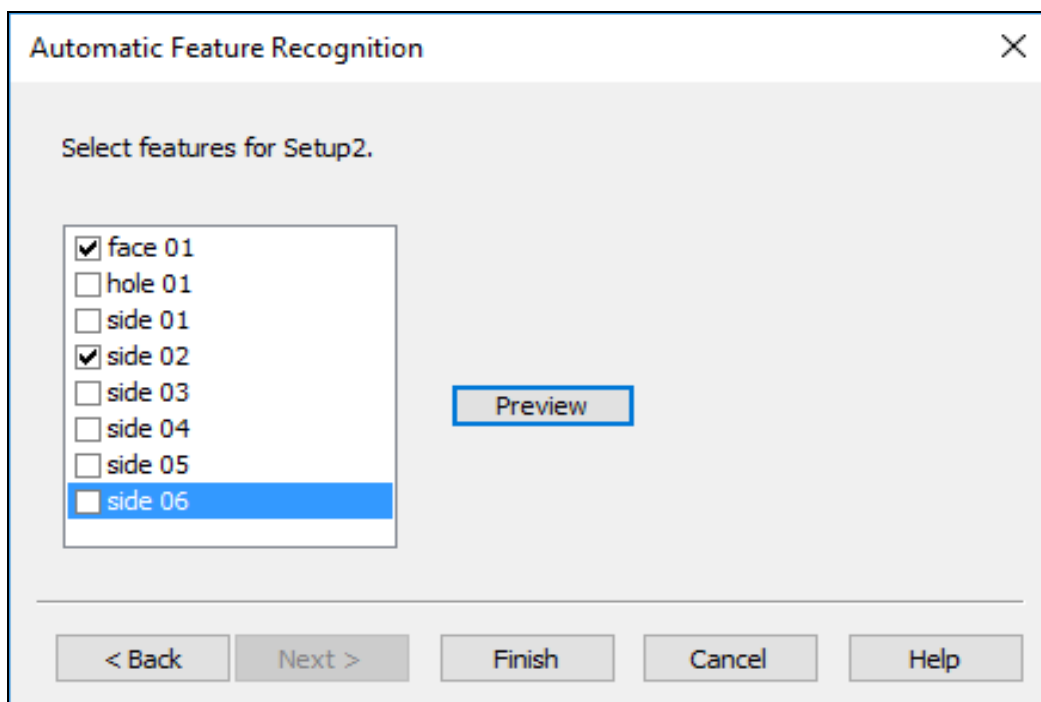 Automatic Feature Recognition
Select features for Setup2.
face 01
hole 01
side 01
side 02
side 03
side 04
side 05
side 06
Preview
< Back
Next >
Finish
Cancel
Help